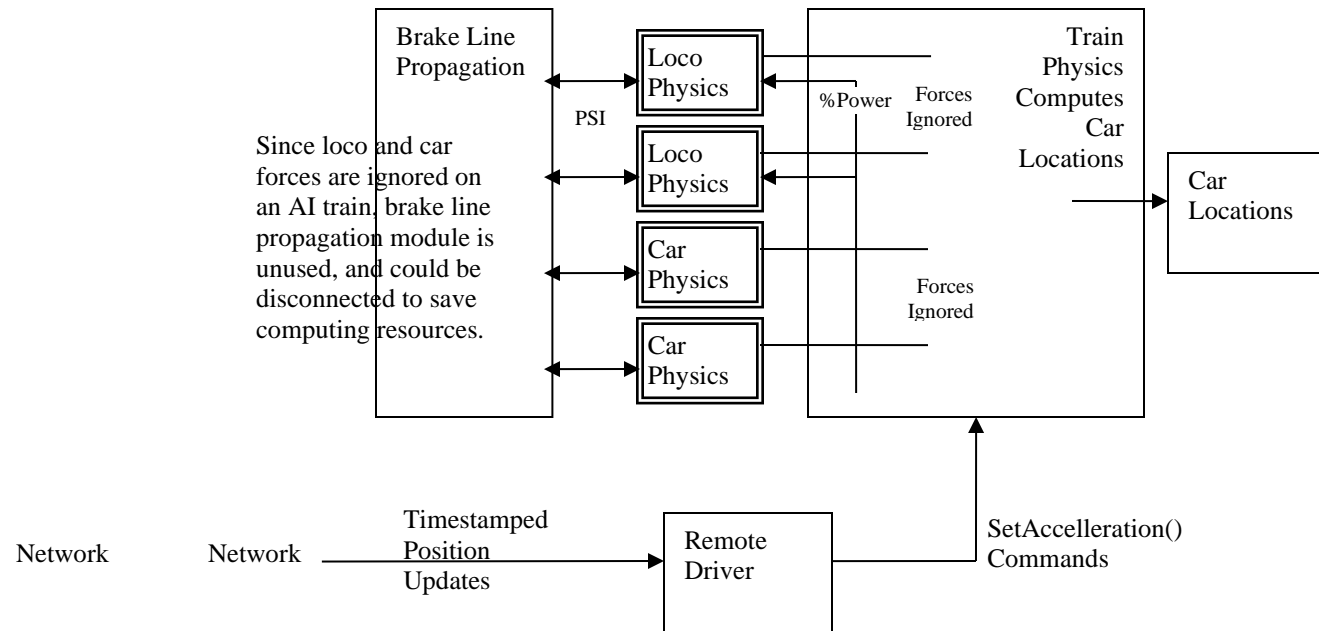 Brake Line
Propagation
Since loco and car
forces are ignored on
an AI train, brake line
propagation module is
unused, and could be
disconnected to save
computing resources.
PSI
Loco
Physics
Loco
Physics
Car
Physics
Car
Physics
%Power
Forces
Ignored
Forces
Ignored
Train
Physics
Computes
Car
Locations
Car
Locations
Network
Network
Timestamped
Position
Updates
Remote
Driver
SetAccelleration()
Commands